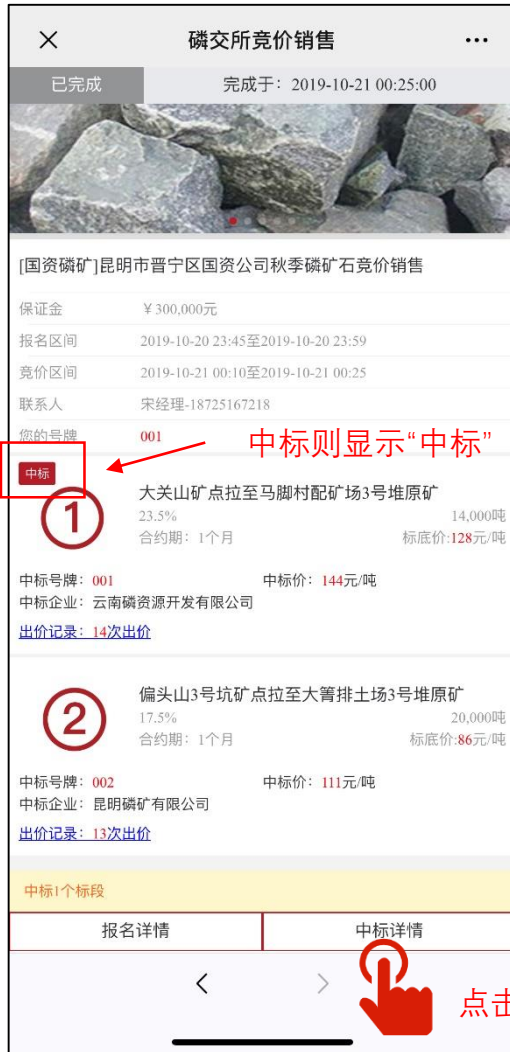 磷交所竞价销售
已完成 完成于：2019-10-21 00:25:00
[国资磷矿]昆明市晋宁区国资公司秋季磷矿石竞价销售
保证金 ￥300,000元
报名区间 2019-10-20 23:45至2019-10-20 23:59
竞价区间 2019-10-21 00:10至2019-10-21 00:25
联系人 宋经理-18725167218
您的号牌 001
中标则显示“中标”
中标
① 大关山矿点拉至马脚村配矿场3号堆原矿
23.5% 14,000吨
合约期：1个月 标底价:128元/吨
中标号牌：001 中标价：144元/吨
中标企业：云南磷资源开发有限公司
出价记录：14次出价
② 偏头山3号坑矿点拉至大箐排土场3号堆原矿
17.5% 20,000吨
合约期：1个月 标底价:86元/吨
中标号牌：002 中标价：111元/吨
中标企业：昆明磷矿有限公司
出价记录：13次出价
中标1个标段
报名详情 中标详情
点击